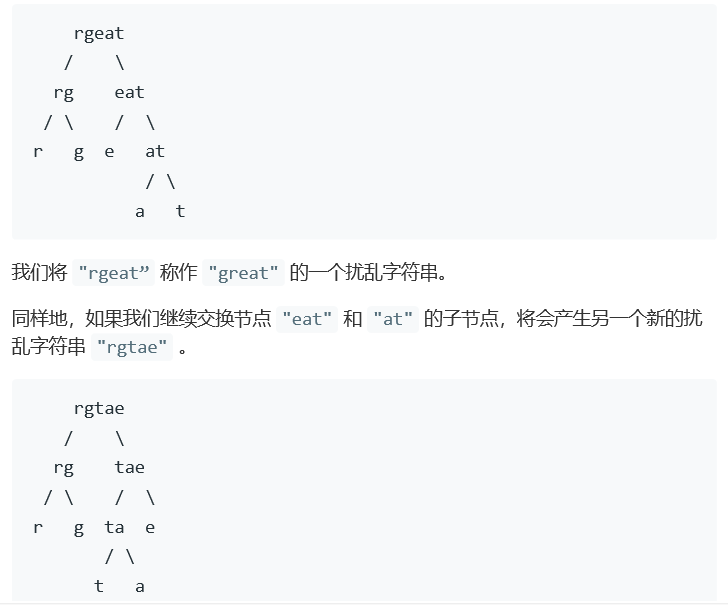 rgeat
/ \
rg eat
/ \ / \
r g e at
/ \
a t
我们将 "rgeat” 称作 "great" 的一个扰乱字符串。
同样地，如果我们继续交换节点 "eat" 和 "at" 的子节点，将会产生另一个新的扰
乱字符串 "rgtae" 。
rgtae
/ \
rg tae
/ \ / \
r g ta e
/ \
t a